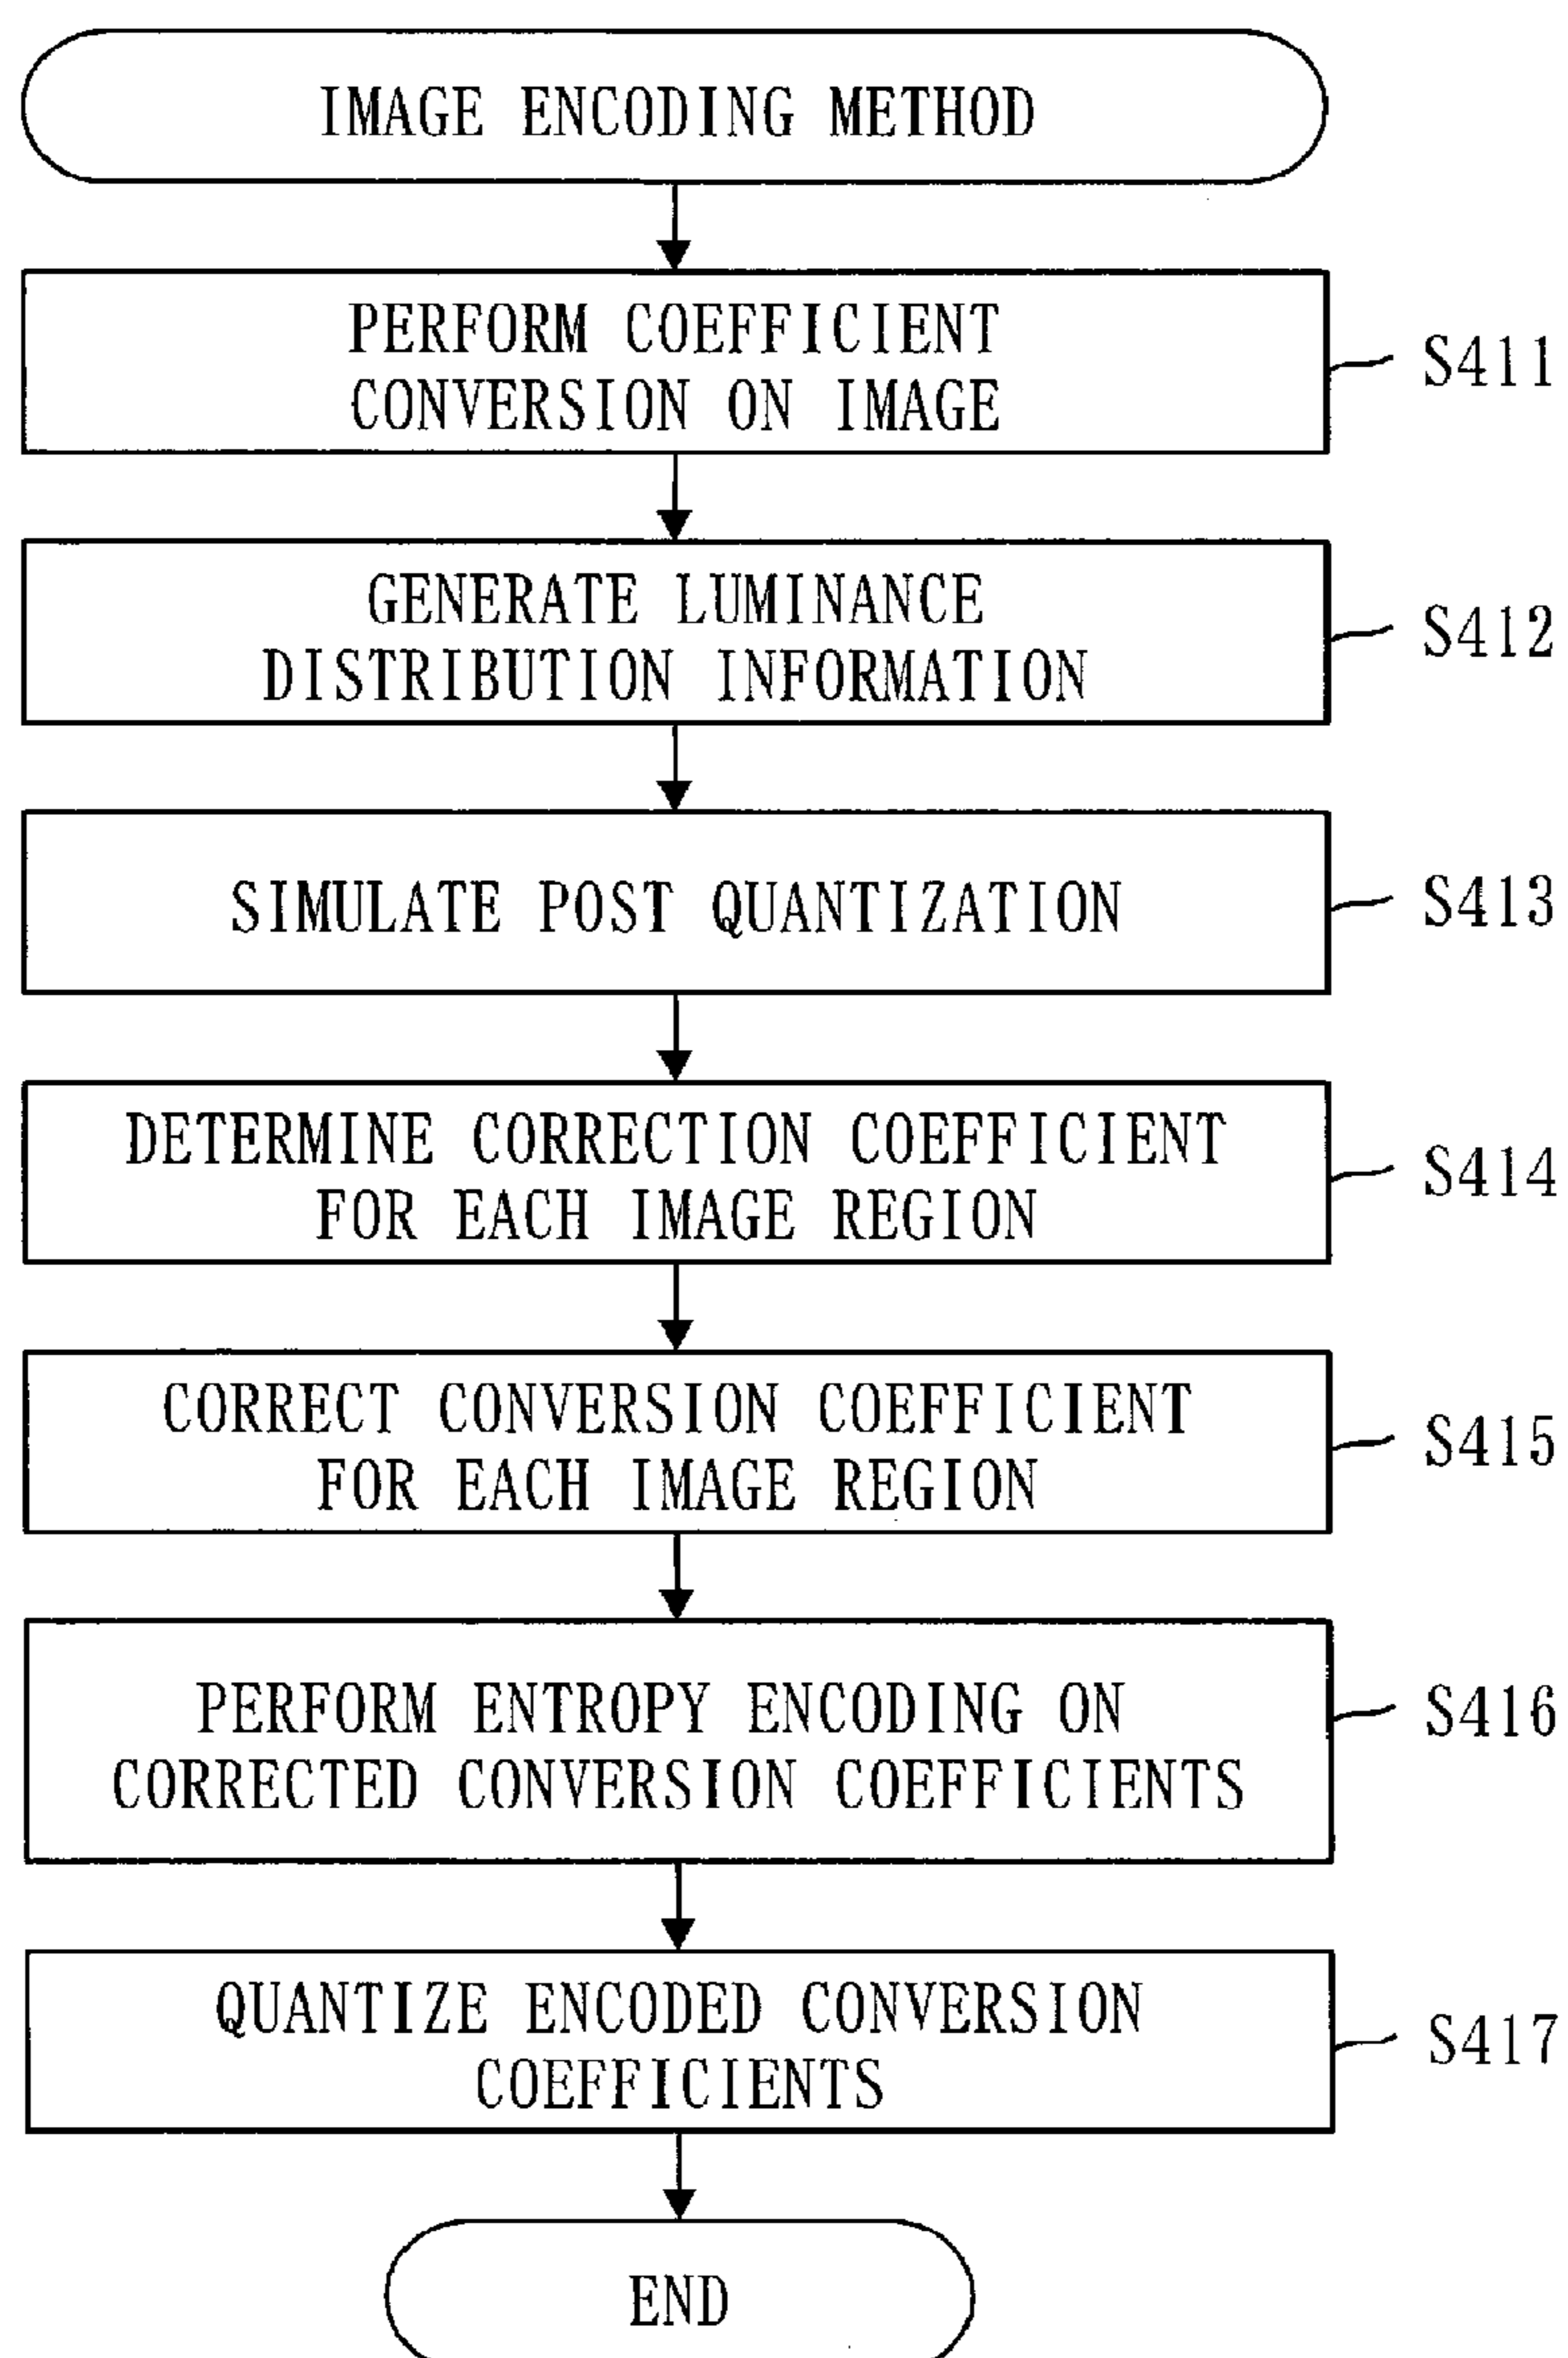 IMAGE ENCODING METHOD
PERFORM COEFFICIENT
CONVERSION ON IMAGE
S411
GENERATE LUMINANCE
DISTRIBUTION INFORMATION
S412
SIMULATE POST QUANTIZATION
S413
DETERMINE CORRECTION COEFFICIENT
FOR EACH IMAGE REGION
S414
CORRECT CONVERSION COEFFICIENT
FOR EACH IMAGE REGION
S415
PERFORM ENTROPY ENCODING ON
CORRECTED CONVERSION COEFFICIENTS
S416
QUANTIZE ENCODED CONVERSION
COEFFICIENTS
S417
END